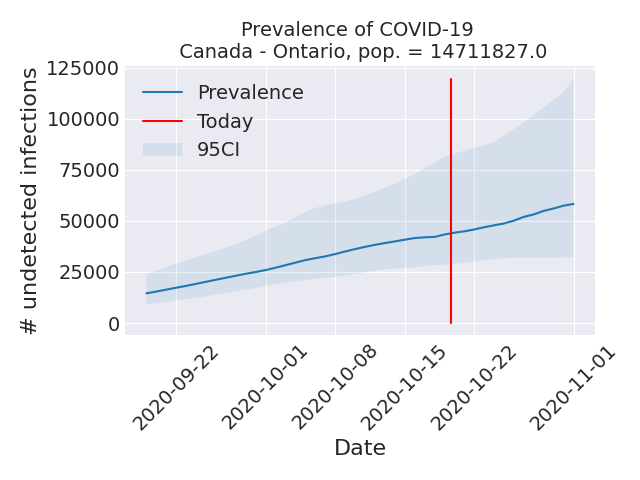 Prevalence of COVID-19
Canada - Ontario, pop. = 14711827.0
# undetected infections
125000
100000
75000
50000
25000
0
Prevalence
Today
95CI
2020-09-22
2020-10-01
2020-10-08
2020-10-15
2020-10-22
2020-11-01
Date